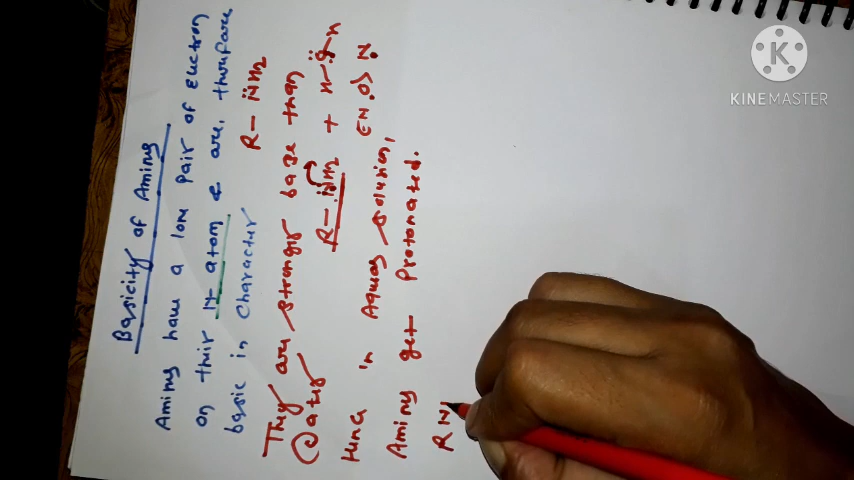 Basicity of Amines
Amines have a lone pair of Electron
on their N atom & are, therefore
basic in character R-N̈H2
They are stronger base than
Water R-N̈H2 + H-Ö-H
Hence in Aqueous solution, EN O> N.
Amines get Protonated.
RN
K
KINEMASTER